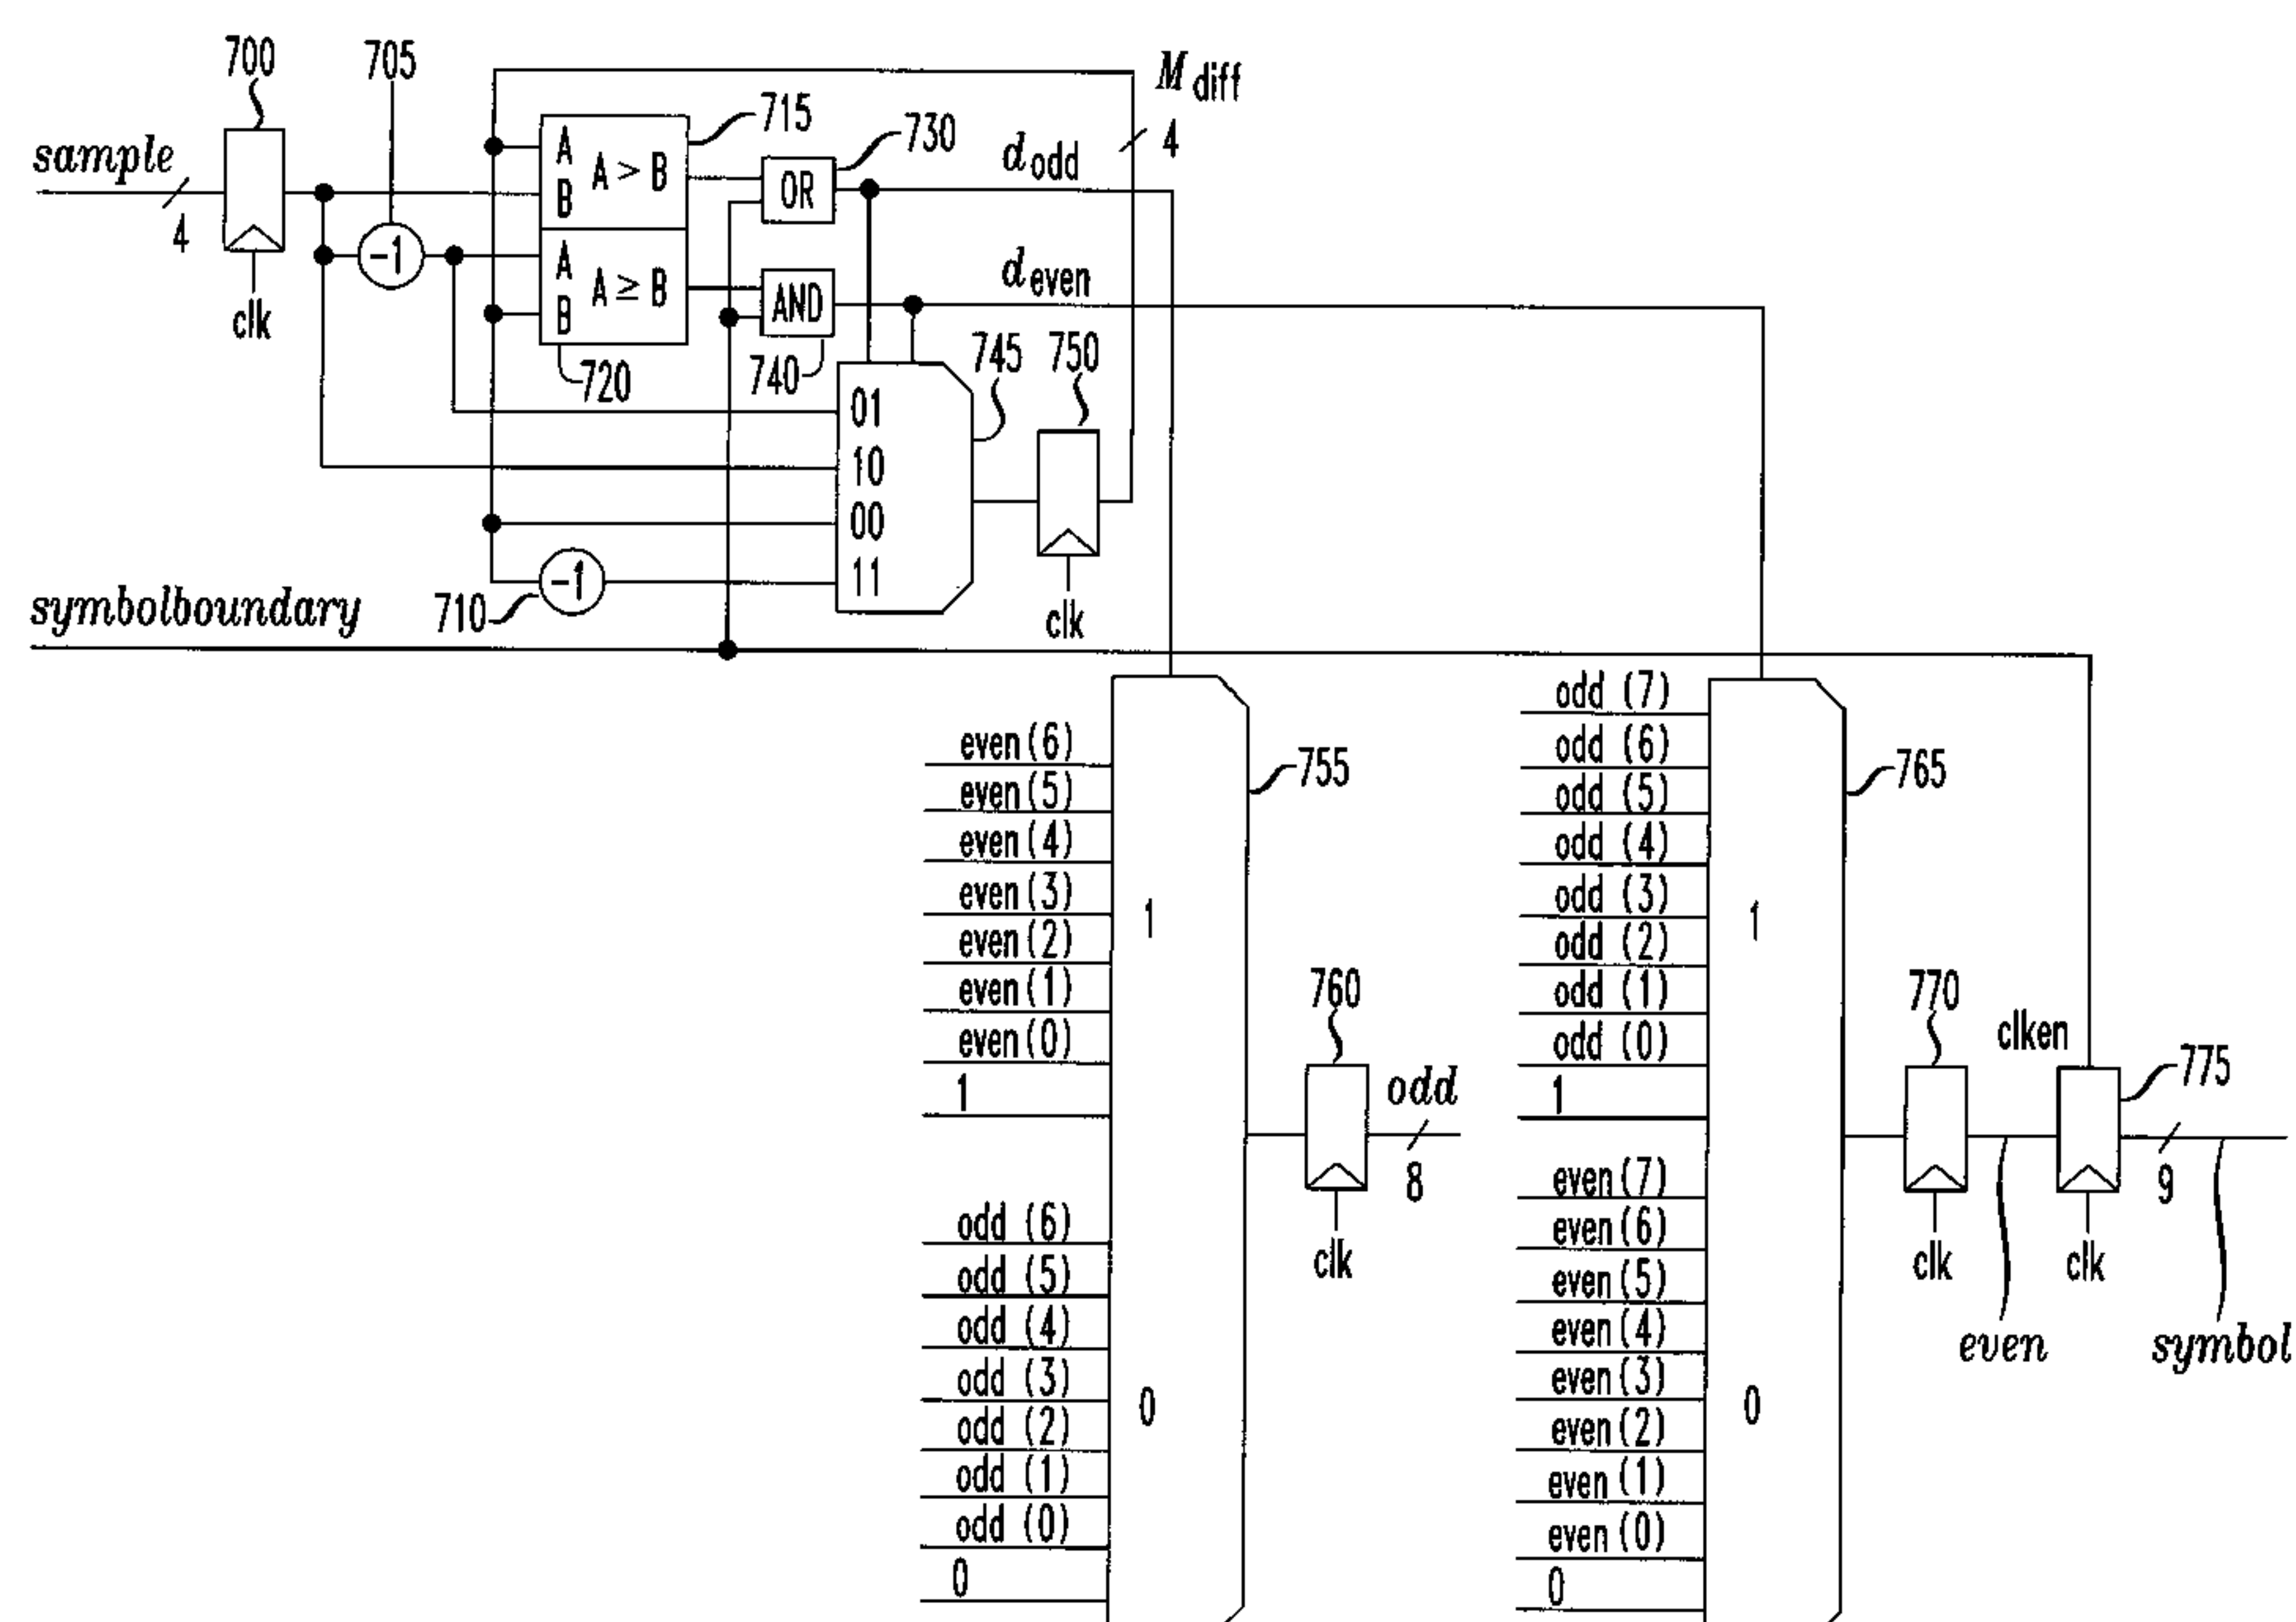 700
705
M diff
sample
4
-1
clk
A
B
A > B
715
A
B
A ≥ B
720
OR
730
d odd
4
AND
740
d even
745
750
01
10
00
11
clk
-1
710
symbolboundary
even(6)
even(5)
even(4)
even(3)
even(2)
even(1)
even(0)
1
odd (6)
odd (5)
odd (4)
odd (3)
odd (2)
odd (1)
odd (0)
0
1
0
755
760
odd
8
clk
odd (7)
odd (6)
odd (5)
odd (4)
odd (3)
odd (2)
odd (1)
odd (0)
1
even(7)
even(6)
even(5)
even(4)
even(3)
even(2)
even(1)
even(0)
0
1
0
765
770
clken
775
9
clk
clk
even
symbol